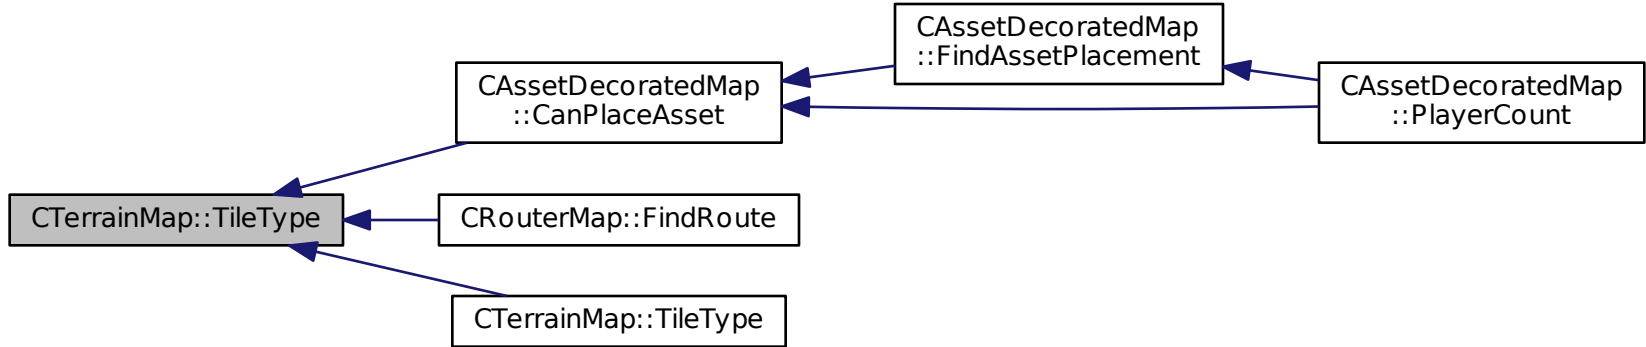 CAssetDecoratedMap
::FindAssetPlacement
CAssetDecoratedMap
::CanPlaceAsset
CAssetDecoratedMap
::PlayerCount
CTerrainMap::TileType
CRouterMap::FindRoute
CTerrainMap::TileType